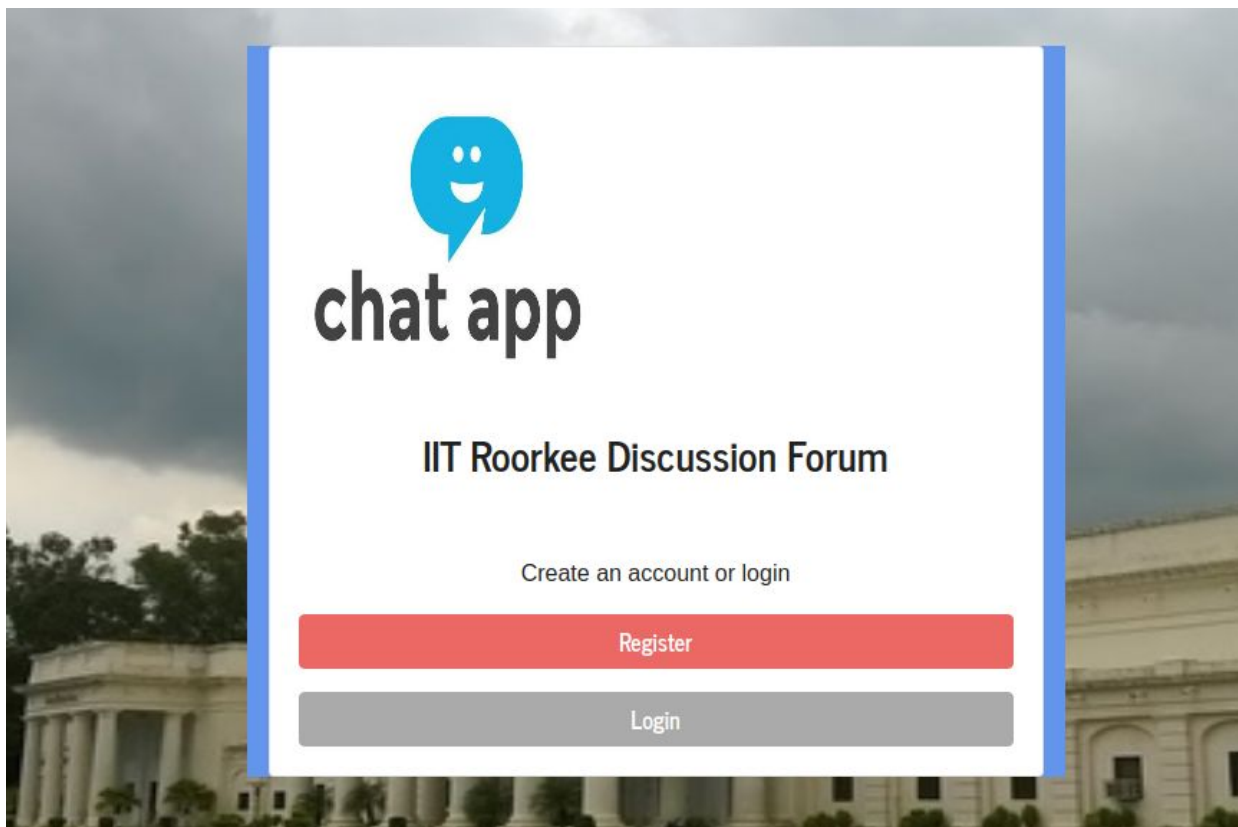 chat app
IIT Roorkee Discussion Forum
Create an account or login
Register
Login